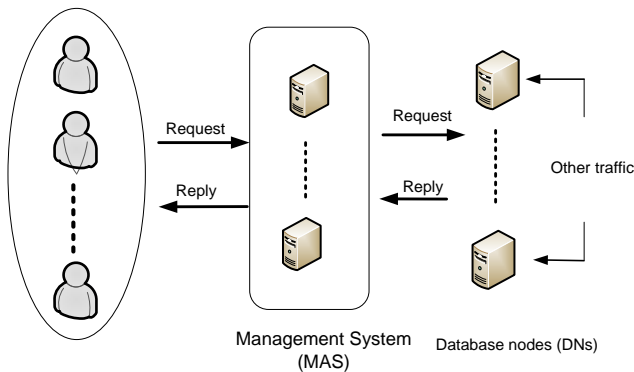 Request
Reply
Request
Reply
Other traffic
Management System
(MAS)
Database nodes (DNs)